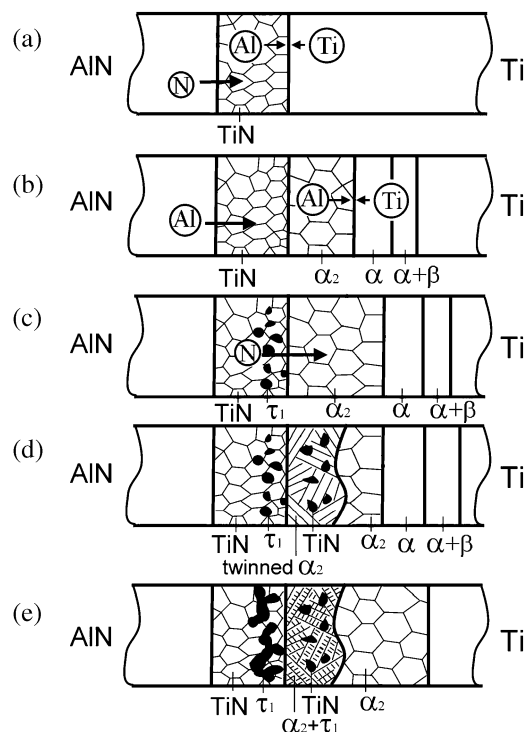 (a)
Al Ti
AlN Ti
N
TiN
(b)
AlN Al Al Ti Ti
TiN α₂ α α+β
(c)
N
AlN Ti
TiN τ₁ α₂ α α+β
(d)
AlN Ti
TiN τ₁ TiN α₂ α α+β
twinned α₂
(e)
AlN Ti
TiN τ₁ TiN α₂
α₂+τ₁